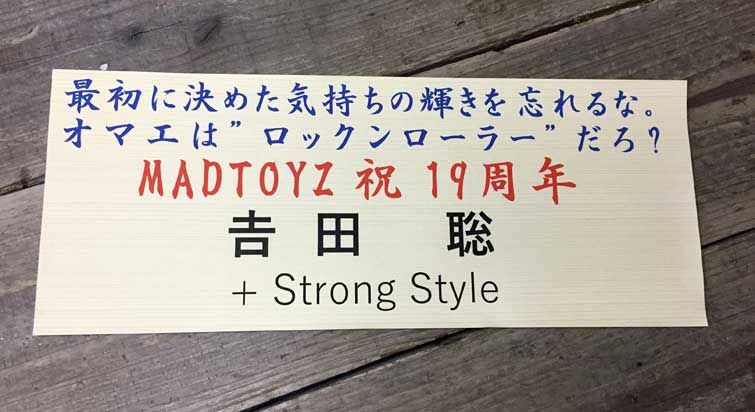 最初に決めた気持ちの輝きを忘れるな。
オマエは”ロックンローラー”だろ?
MADTOYZ 祝 19周年
𠮷田 聡
+ Strong Style